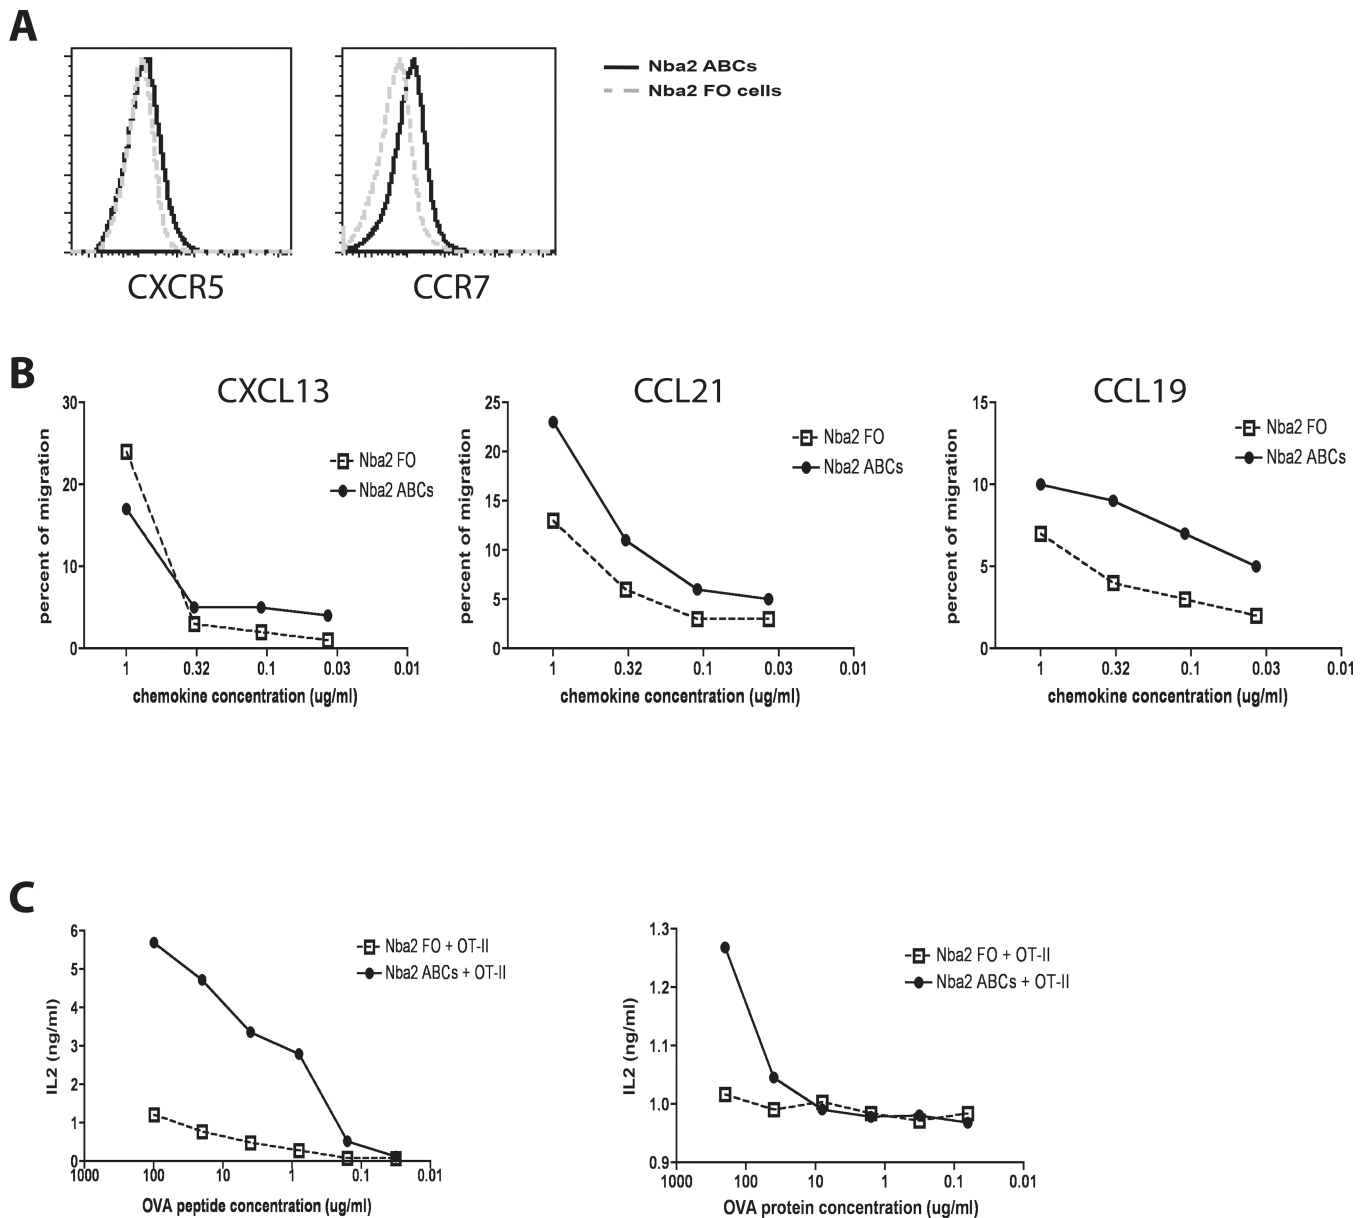 A
Nba2 ABCs
Nba2 FO cells
CXCR5
CCR7
B
CXCL13
30
20
10
0
percent of migration
Nba2 FO
Nba2 ABCs
1 0.32 0.1 0.03 0.01
chemokine concentration (ug/ml)
CCL21
25
20
15
10
5
0
percent of migration
Nba2 FO
Nba2 ABCs
1 0.32 0.1 0.03 0.01
chemokine concentration (ug/ml)
CCL19
15
10
5
0
percent of migration
Nba2 FO
Nba2 ABCs
1 0.32 0.1 0.03 0.01
chemokine concentration (ug/ml)
C
6
5
4
3
2
1
0
IL2 (ng/ml)
Nba2 FO + OT-II
Nba2 ABCs + OT-II
1000 100 10 1 0.1 0.01
OVA peptide concentration (ug/ml)
1.3
1.2
1.1
1.0
0.9
IL2 (ng/ml)
Nba2 FO + OT-II
Nba2 ABCs + OT-II
1000 100 10 1 0.1 0.01
OVA protein concentration (ug/ml)